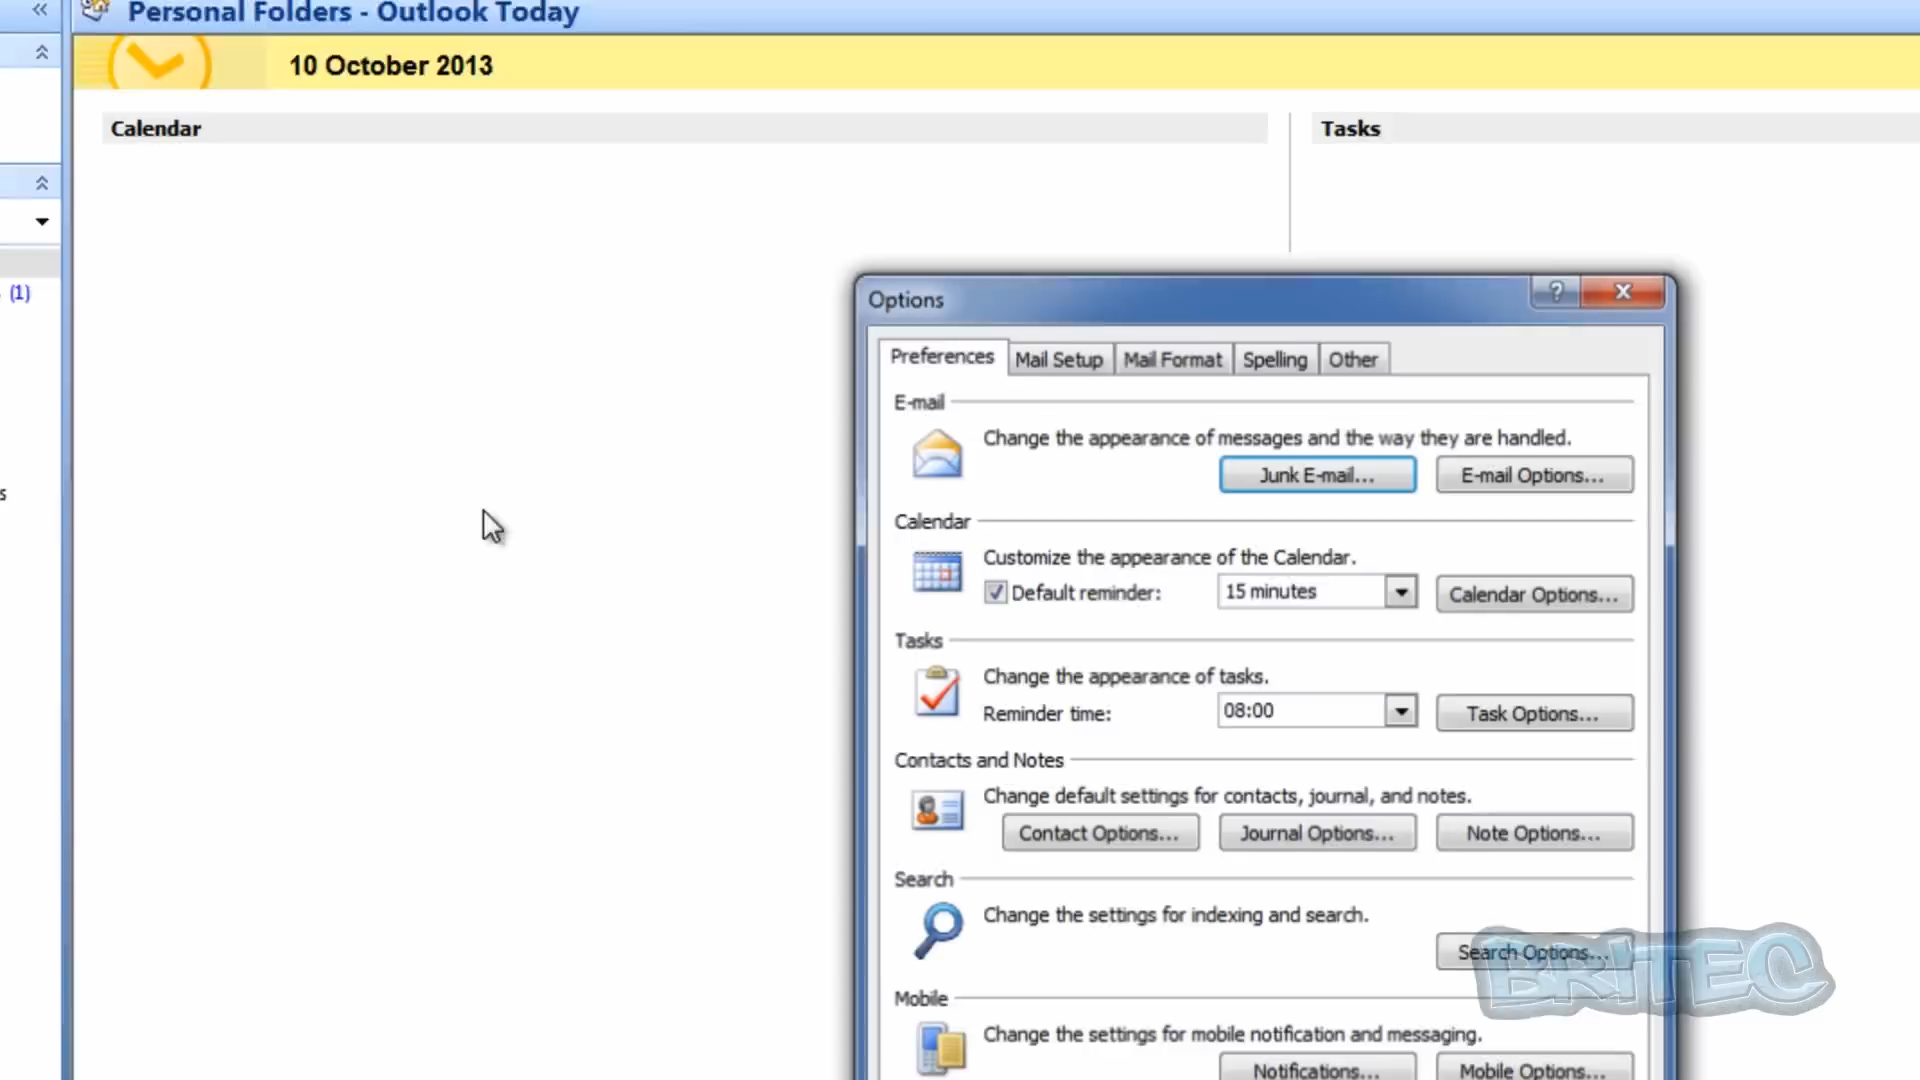 Personal Folders - Outlook Today
10 October 2013
Calendar
Tasks
(1)
s
Options
Preferences Mail Setup Mail Format Spelling Other
E-mail
Change the appearance of messages and the way they are handled.
Junk E-mail... E-mail Options...
Calendar
Customize the appearance of the Calendar.
Default reminder: 15 minutes Calendar Options...
Tasks
Change the appearance of tasks.
Reminder time: 08:00 Task Options...
Contacts and Notes
Change default settings for contacts, journal, and notes.
Contact Options... Journal Options... Note Options...
Search
Change the settings for indexing and search.
Search Options...
BRITEC
Mobile
Change the settings for mobile notification and messaging.
Notifications... Mobile Options...